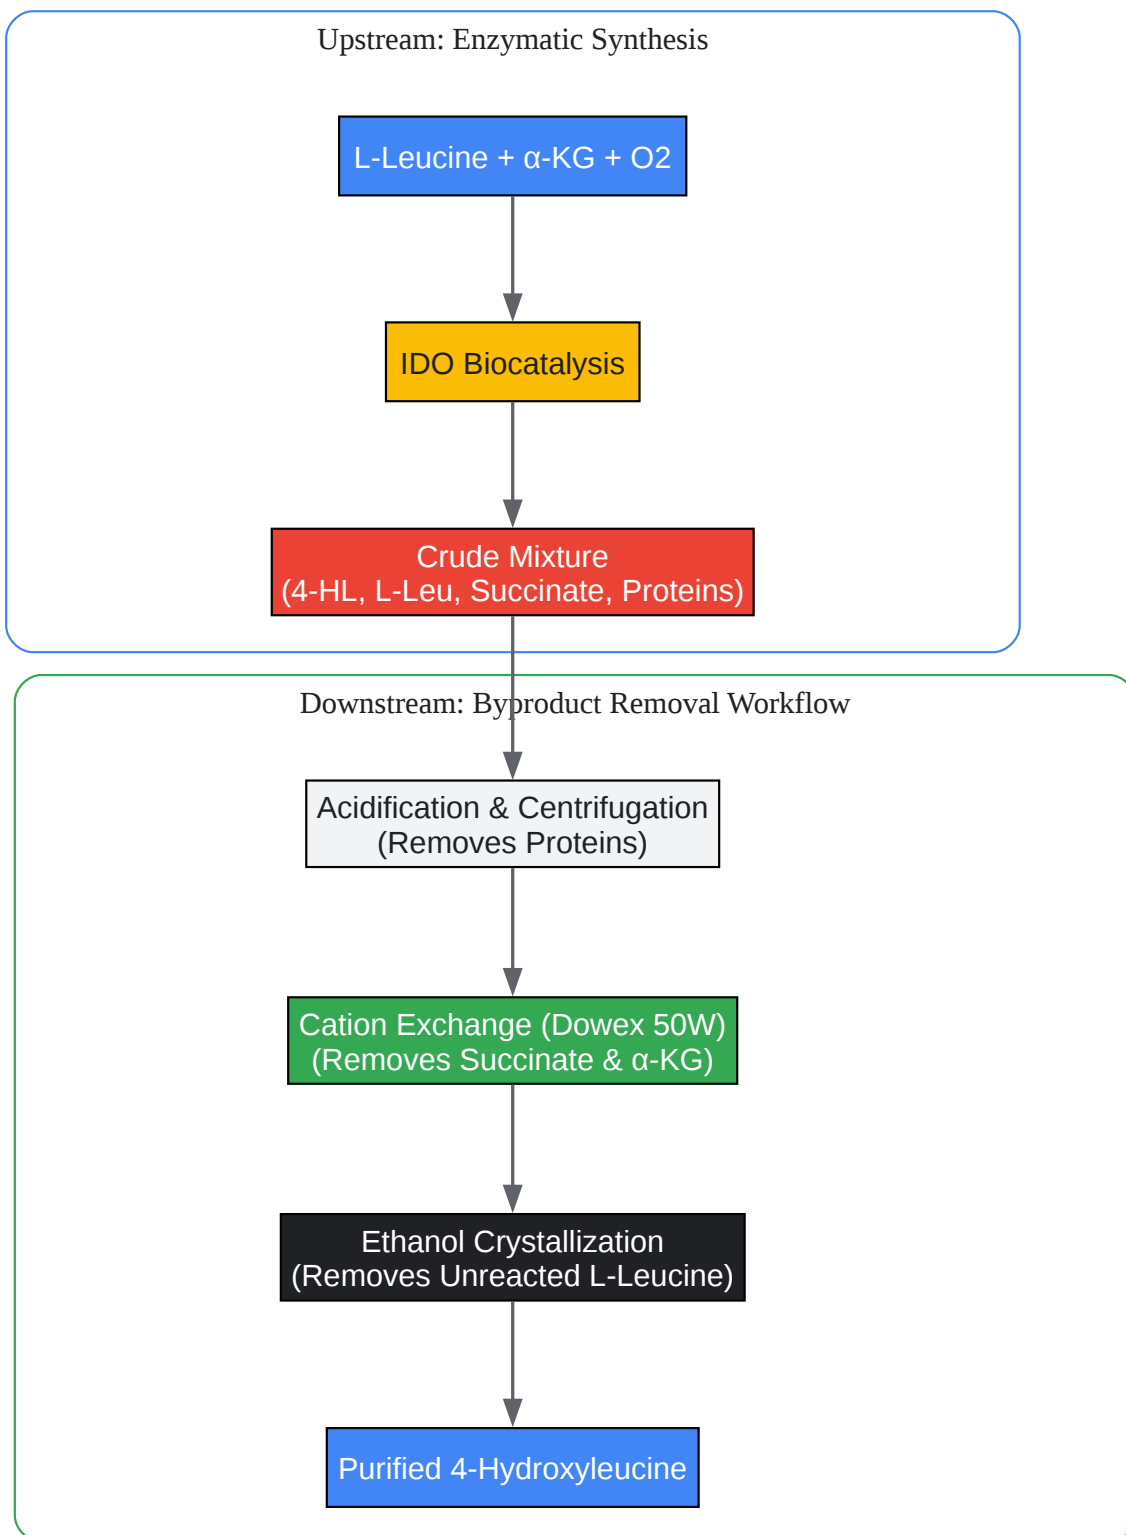 Upstream: Enzymatic Synthesis
L-Leucine + α-KG + O2
IDO Biocatalysis
Crude Mixture
(4-HL, L-Leu, Succinate, Proteins)
Downstream: Byproduct Removal Workflow
Acidification & Centrifugation
(Removes Proteins)
Cation Exchange (Dowex 50W)
(Removes Succinate & α-KG)
Ethanol Crystallization
(Removes Unreacted L-Leucine)
Purified 4-Hydroxyleucine